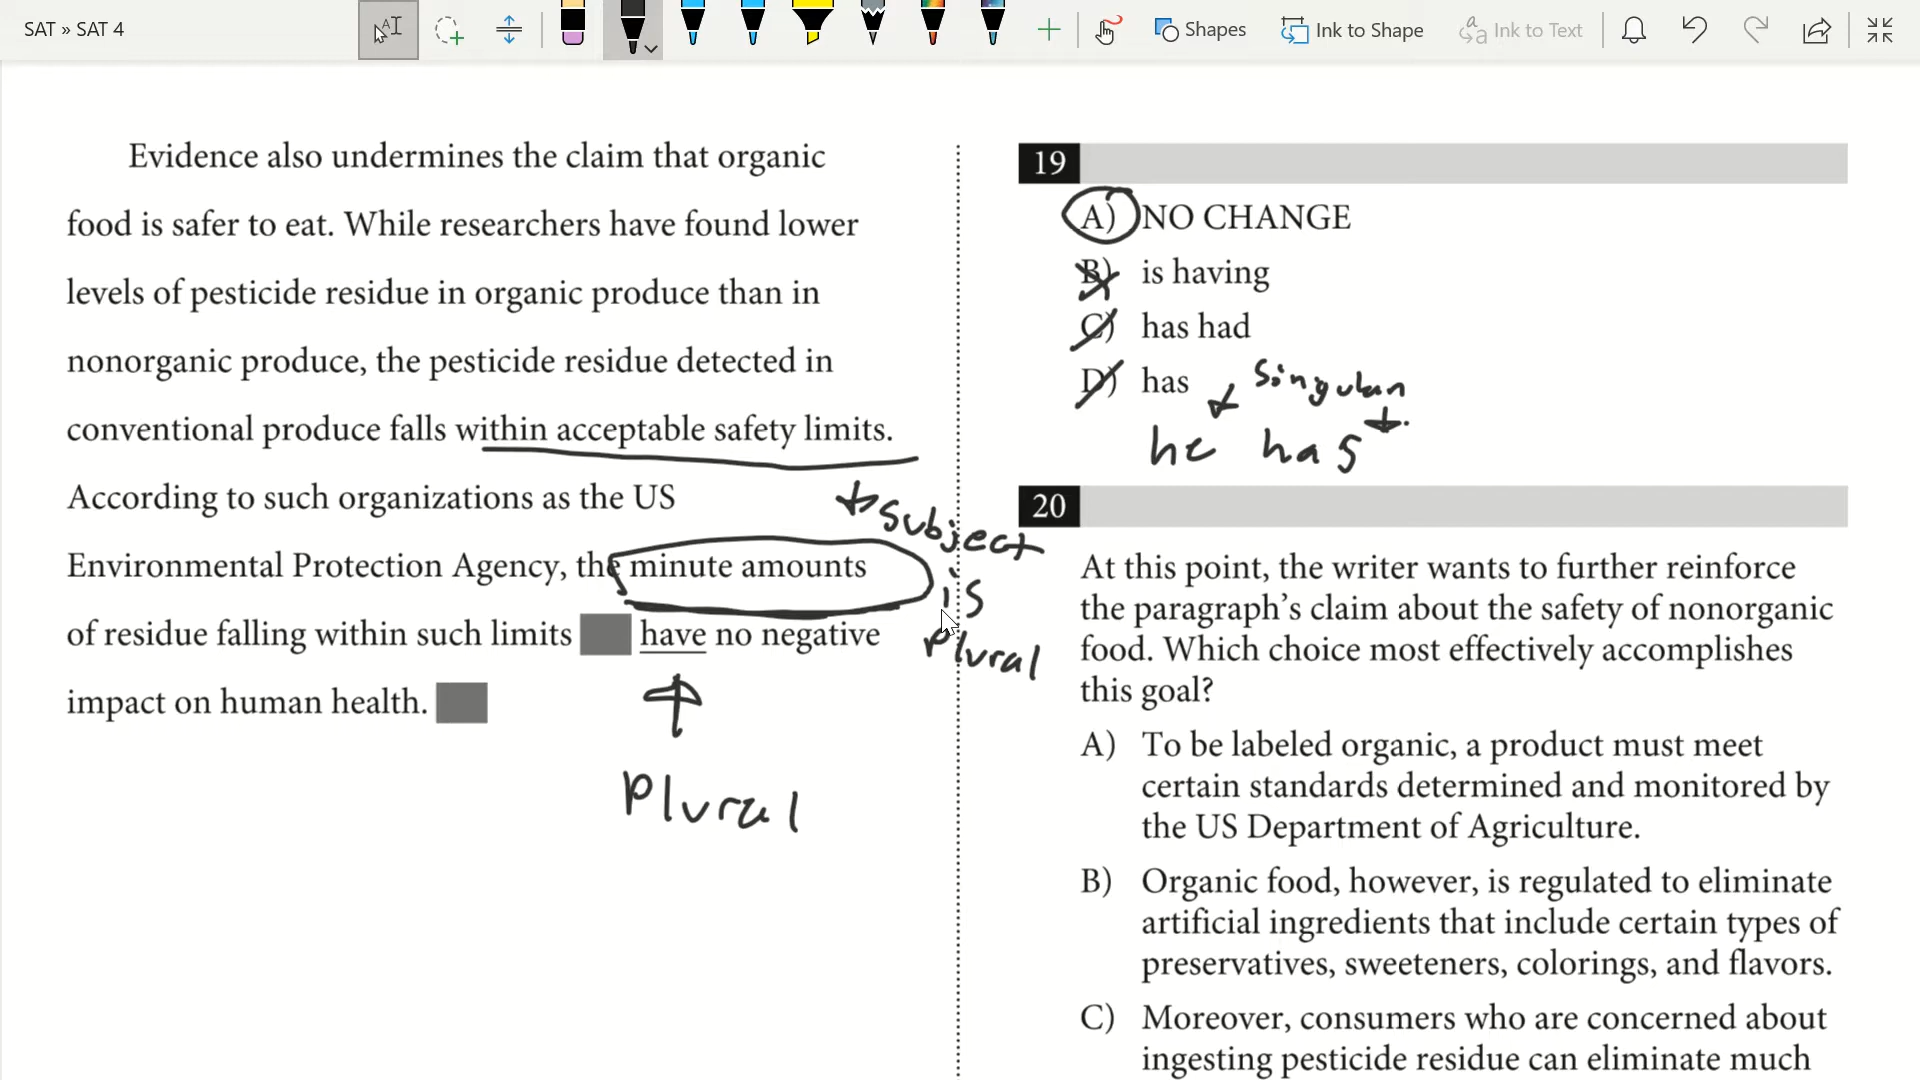 SAT » SAT 4
Shapes
Ink to Shape
Ink to Text
Evidence also undermines the claim that organic
food is safer to eat. While researchers have found lower
levels of pesticide residue in organic produce than in
nonorganic produce, the pesticide residue detected in
conventional produce falls within acceptable safety limits.
According to such organizations as the US
Environmental Protection Agency, the minute amounts
of residue falling within such limits have no negative
impact on human health.
subject
is
plural
plural
19
A) NO CHANGE
B) is having
C) has had
D) has
singular
he has
20
At this point, the writer wants to further reinforce
the paragraph's claim about the safety of nonorganic
food. Which choice most effectively accomplishes
this goal?
A) To be labeled organic, a product must meet
certain standards determined and monitored by
the US Department of Agriculture.
B) Organic food, however, is regulated to eliminate
artificial ingredients that include certain types of
preservatives, sweeteners, colorings, and flavors.
C) Moreover, consumers who are concerned about
ingesting pesticide residue can eliminate much